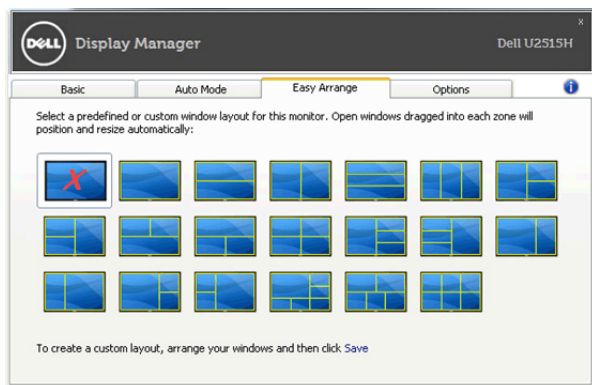 x
DELL Display Manager Dell U2515H
Basic Auto Mode Easy Arrange Options i
Select a predefined or custom window layout for this monitor. Open windows dragged into each zone will
position and resize automatically:
To create a custom layout, arrange your windows and then click Save